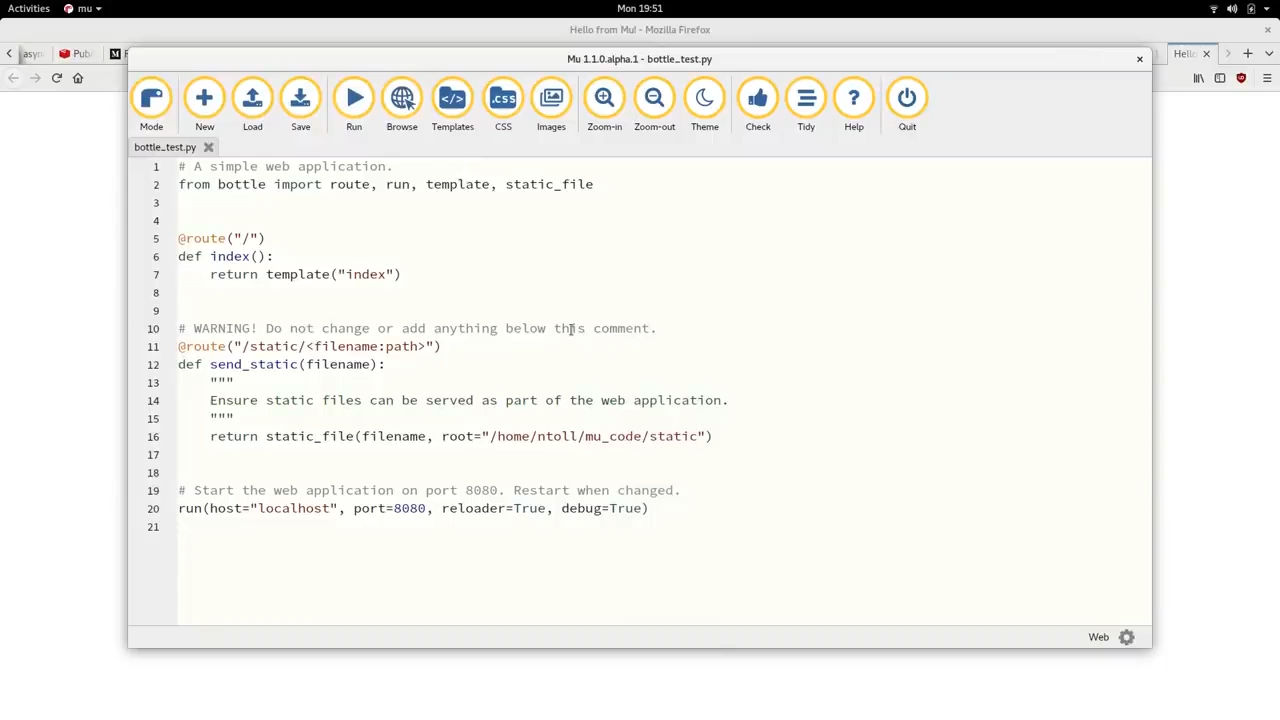 Activities mu Mon 19:51
Hello from Mu! - Mozilla Firefox
asyn Pub M Hello
Mu 1.1.0.alpha.1 - bottle_test.py
</> .css ?
Mode New Load Save Run Browse Templates CSS Images Zoom-in Zoom-out Theme Check Tidy Help Quit
bottle_test.py
1 # A simple web application.
2 from bottle import route, run, template, static_file
3
4
5 @route("/")
6 def index():
7     return template("index")
8
9
10 # WARNING! Do not change or add anything below this comment.
11 @route("/static/<filename:path>")
12 def send_static(filename):
13     """
14     Ensure static files can be served as part of the web application.
15     """
16     return static_file(filename, root="/home/ntoll/mu_code/static")
17
18
19 # Start the web application on port 8080. Restart when changed.
20 run(host="localhost", port=8080, reloader=True, debug=True)
21
Web